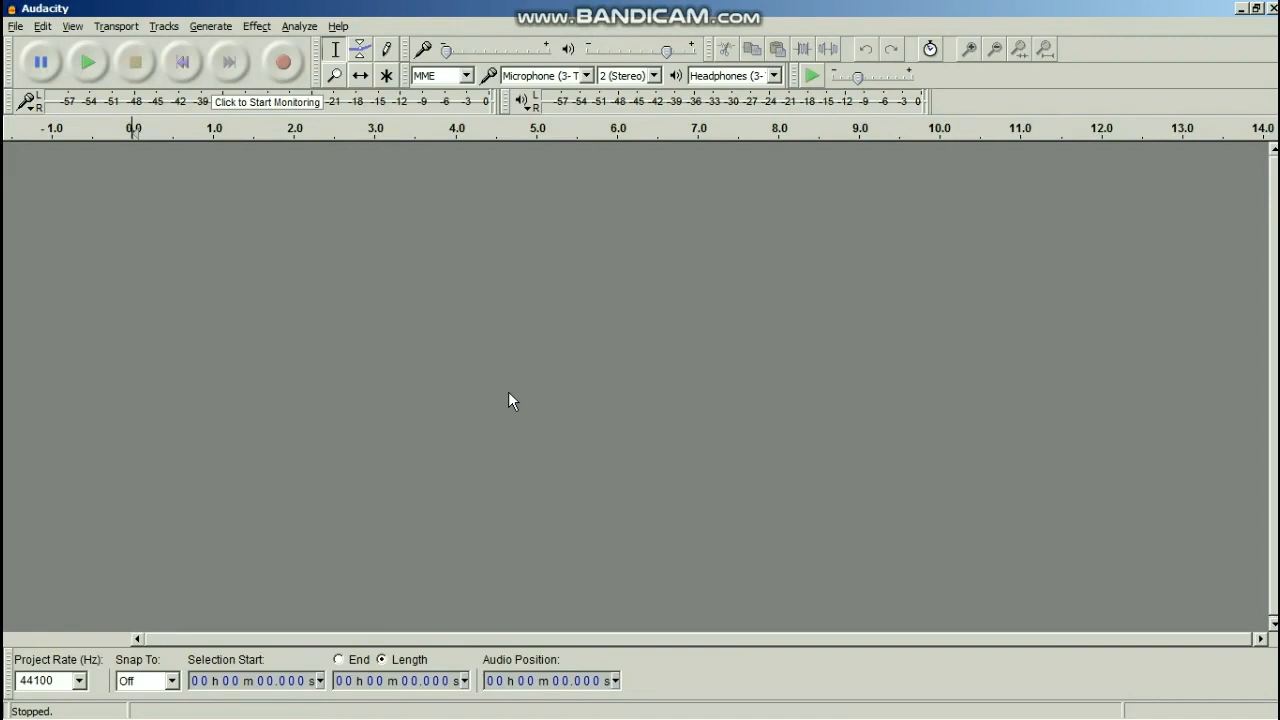 Audacity
www.BANDICAM.com
File Edit View Transport Tracks Generate Effect Analyze Help
MME Microphone (3- T 2 (Stereo) Headphones (3-
L R -57 -54 -51 -48 -45 -42 -39 Click to Start Monitoring -21 -18 -15 -12 -9 -6 -3 0 L R -57 -54 -51 -48 -45 -42 -39 -36 -33 -30 -27 -24 -21 -18 -15 -12 -9 -6 -3 0
-1.0 0.0 1.0 2.0 3.0 4.0 5.0 6.0 7.0 8.0 9.0 10.0 11.0 12.0 13.0 14.0
Project Rate (Hz): Snap To: Selection Start: End Length Audio Position:
44100 Off 00 h 00 m 00.000 s 00 h 00 m 00.000 s 00 h 00 m 00.000 s
Stopped.